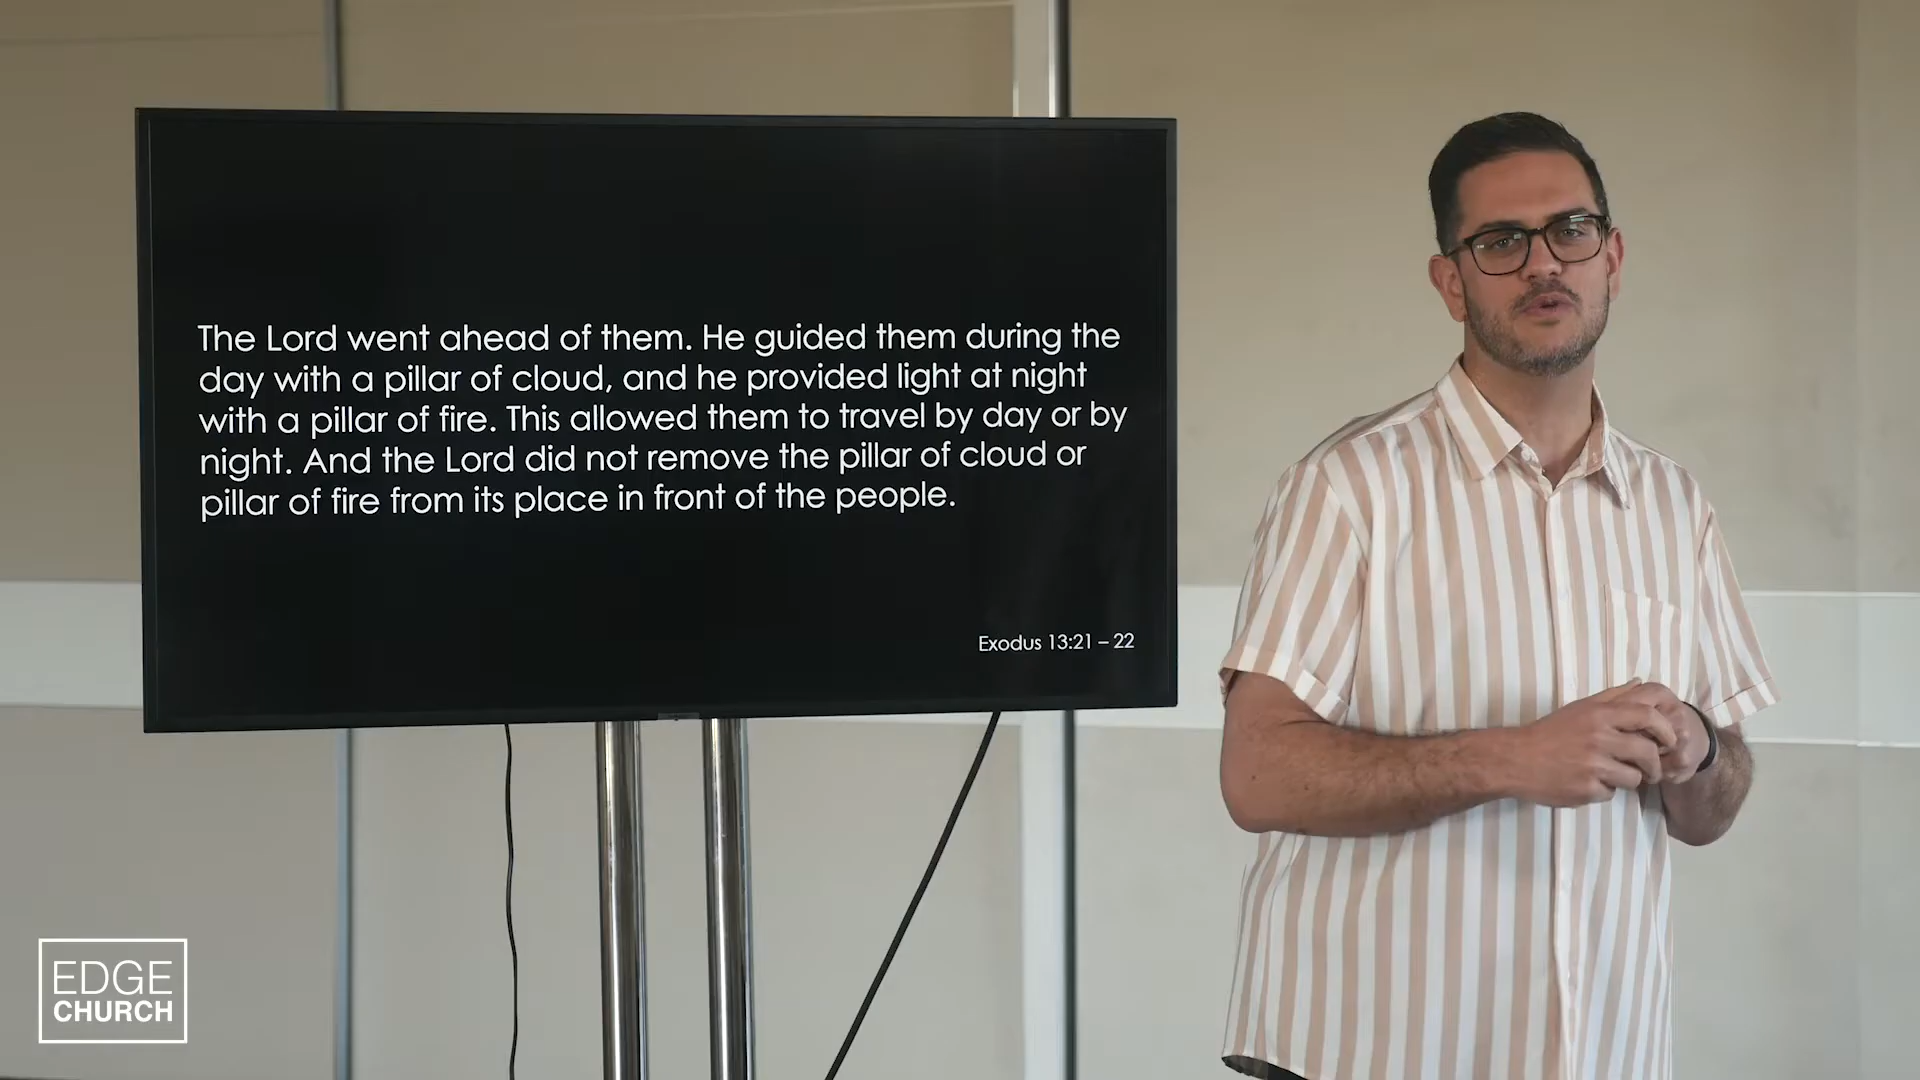 The Lord went ahead of them. He guided them during the
day with a pillar of cloud, and he provided light at night
with a pillar of fire. This allowed them to travel by day or by
night. And the Lord did not remove the pillar of cloud or
pillar of fire from its place in front of the people.
Exodus 13:21 – 22
EDGE
CHURCH